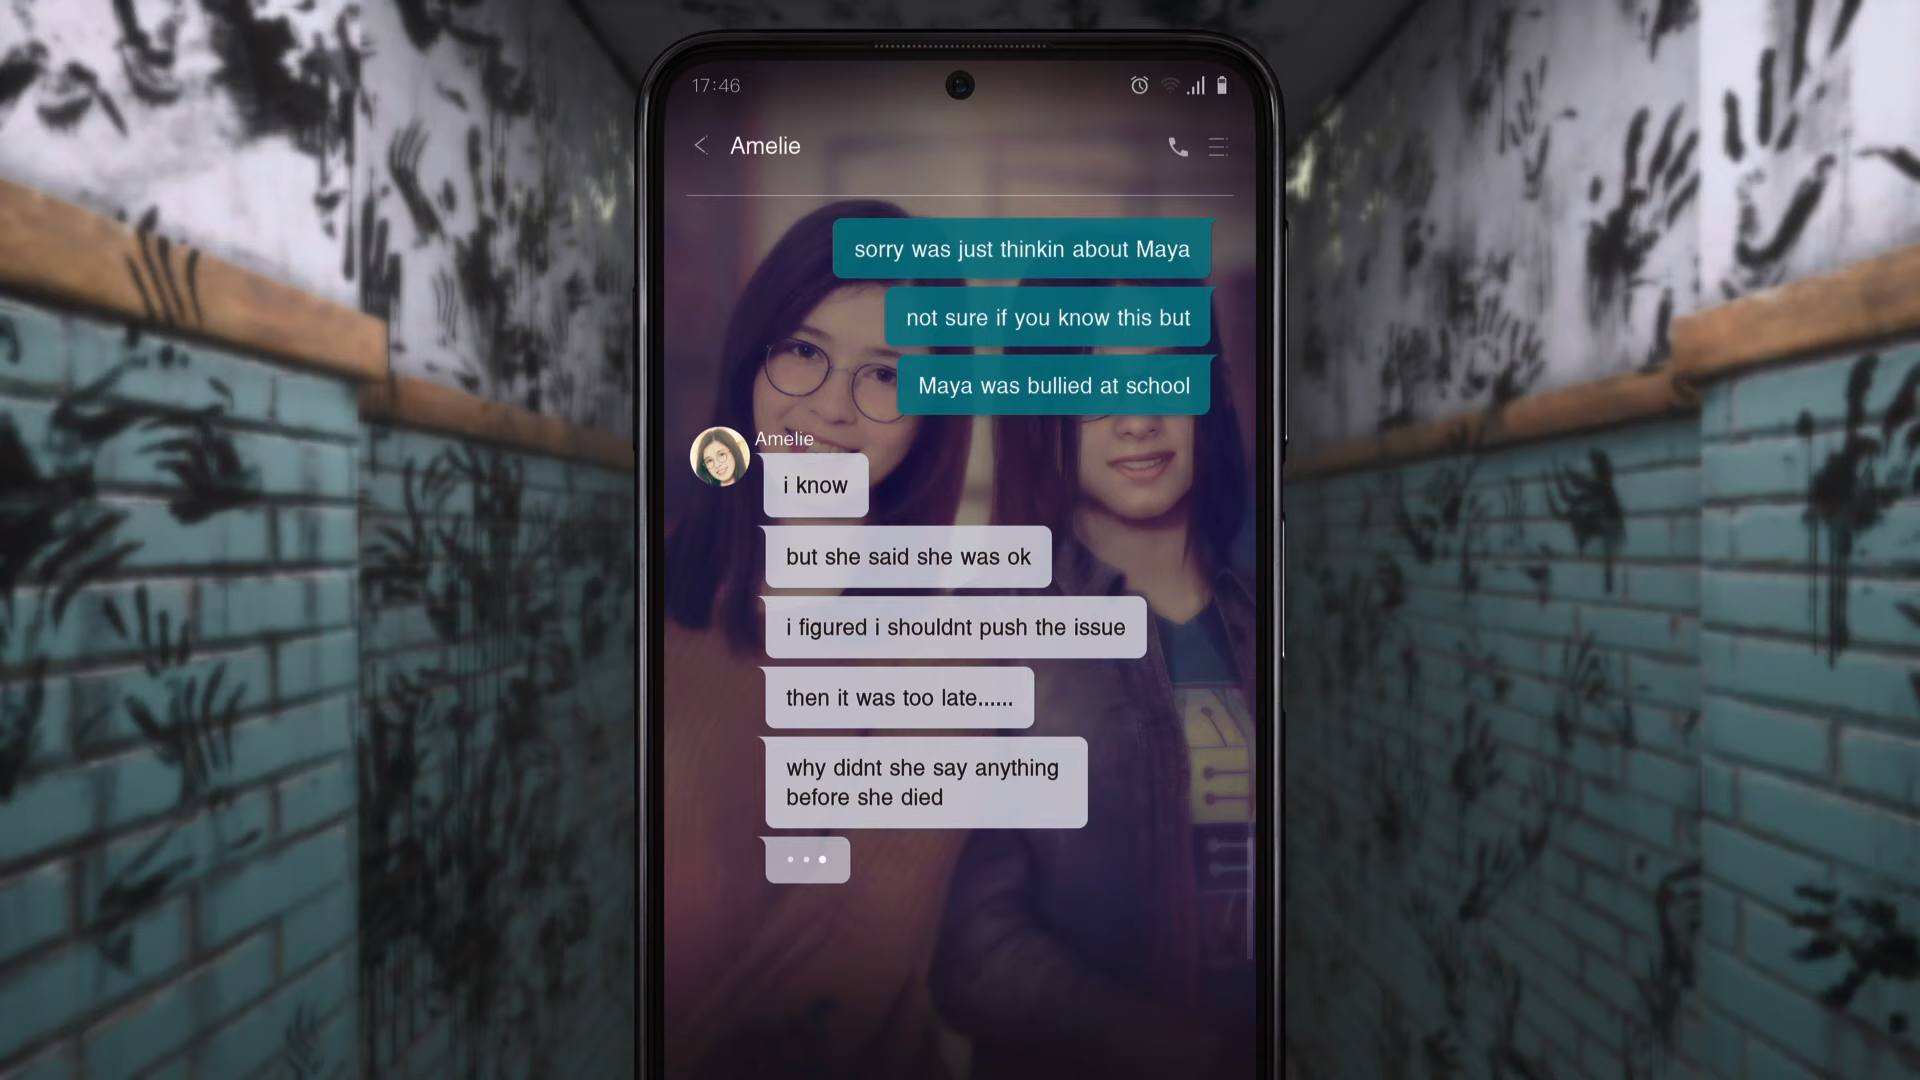 17:46
Amelie
sorry was just thinkin about Maya
not sure if you know this but
Maya was bullied at school
Amelie
i know
but she said she was ok
i figured i shouldnt push the issue
then it was too late......
why didnt she say anything
before she died